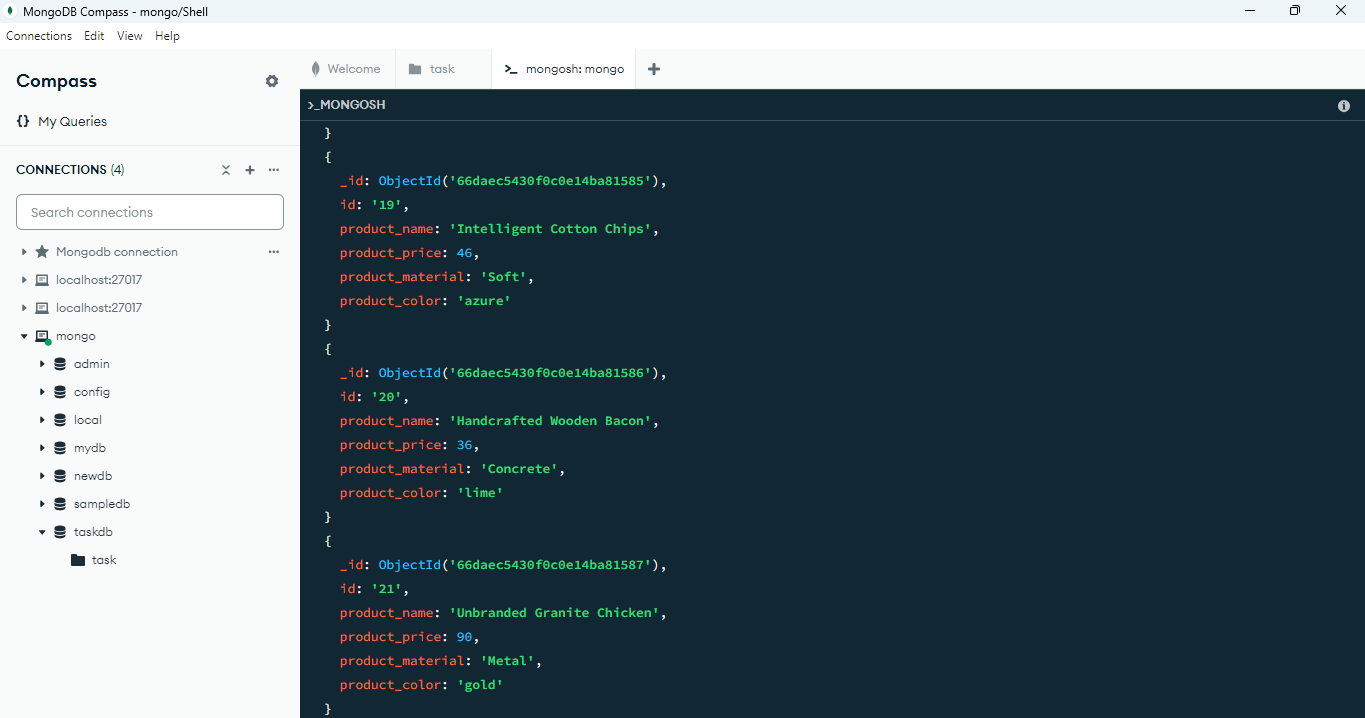 MongoDB Compass - mongo/Shell
Connections Edit View Help
Compass
{} My Queries
CONNECTIONS (4)
Search connections
Mongodb connection
localhost:27017
localhost:27017
mongo
admin
config
local
mydb
newdb
sampledb
taskdb
task
Welcome task >_ mongosh: mongo
>_MONGOSH
}
{
_id: ObjectId('66daec5430f0c0e14ba81585'),
id: '19',
product_name: 'Intelligent Cotton Chips',
product_price: 46,
product_material: 'Soft',
product_color: 'azure'
}
{
_id: ObjectId('66daec5430f0c0e14ba81586'),
id: '20',
product_name: 'Handcrafted Wooden Bacon',
product_price: 36,
product_material: 'Concrete',
product_color: 'lime'
}
{
_id: ObjectId('66daec5430f0c0e14ba81587'),
id: '21',
product_name: 'Unbranded Granite Chicken',
product_price: 90,
product_material: 'Metal',
product_color: 'gold'
}